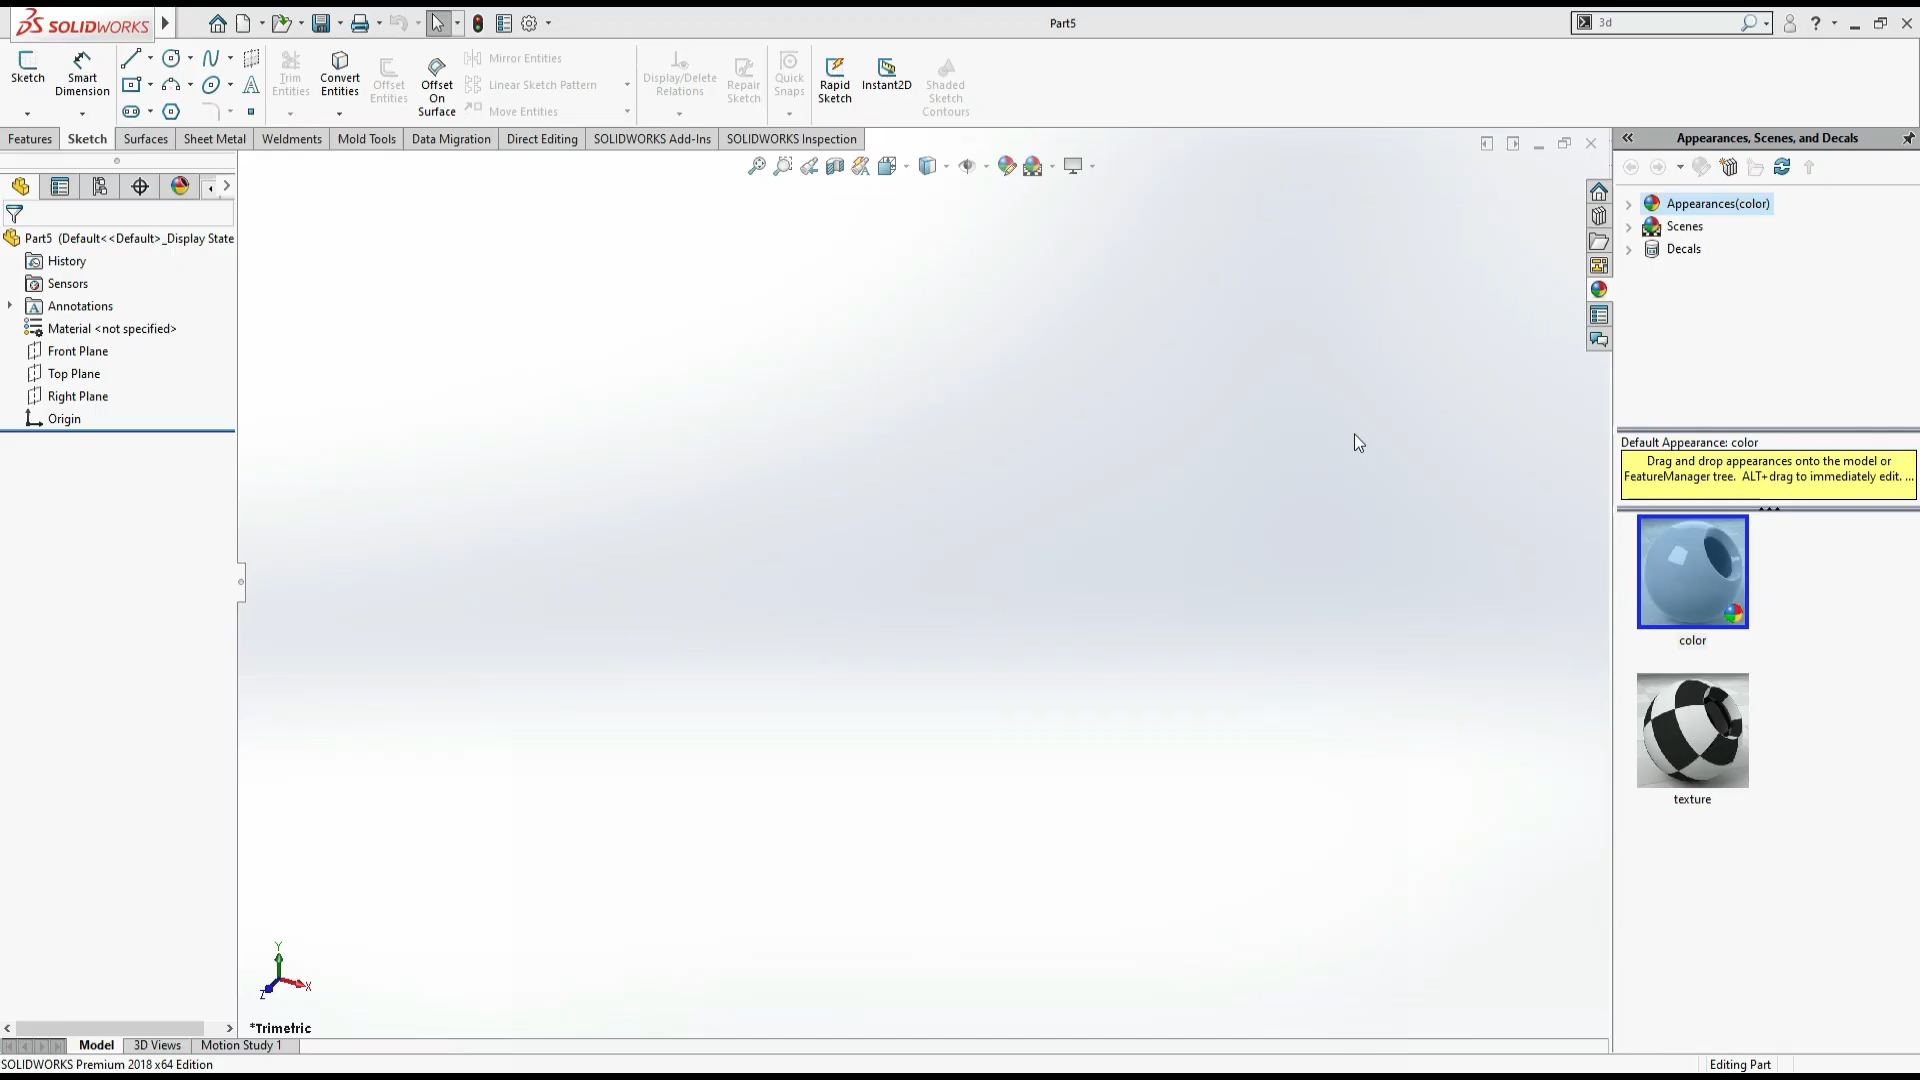 SOLIDWORKS
Part5
3d
Sketch
Smart Dimension
Trim Entities
Convert Entities
Offset Entities
Offset On Surface
Mirror Entities
Linear Sketch Pattern
Move Entities
Display/Delete Relations
Repair Sketch
Quick Snaps
Rapid Sketch
Instant2D
Shaded Sketch Contours
Features
Sketch
Surfaces
Sheet Metal
Weldments
Mold Tools
Data Migration
Direct Editing
SOLIDWORKS Add-Ins
SOLIDWORKS Inspection
Part5 (Default<<Default>_Display State
History
Sensors
Annotations
Material <not specified>
Front Plane
Top Plane
Right Plane
Origin
Y
X
Z
*Trimetric
Appearances, Scenes, and Decals
Appearances(color)
Scenes
Decals
Default Appearance: color
Drag and drop appearances onto the model or
FeatureManager tree. ALT+drag to immediately edit. ...
color
texture
Model
3D Views
Motion Study 1
SOLIDWORKS Premium 2018 x64 Edition
Editing Part